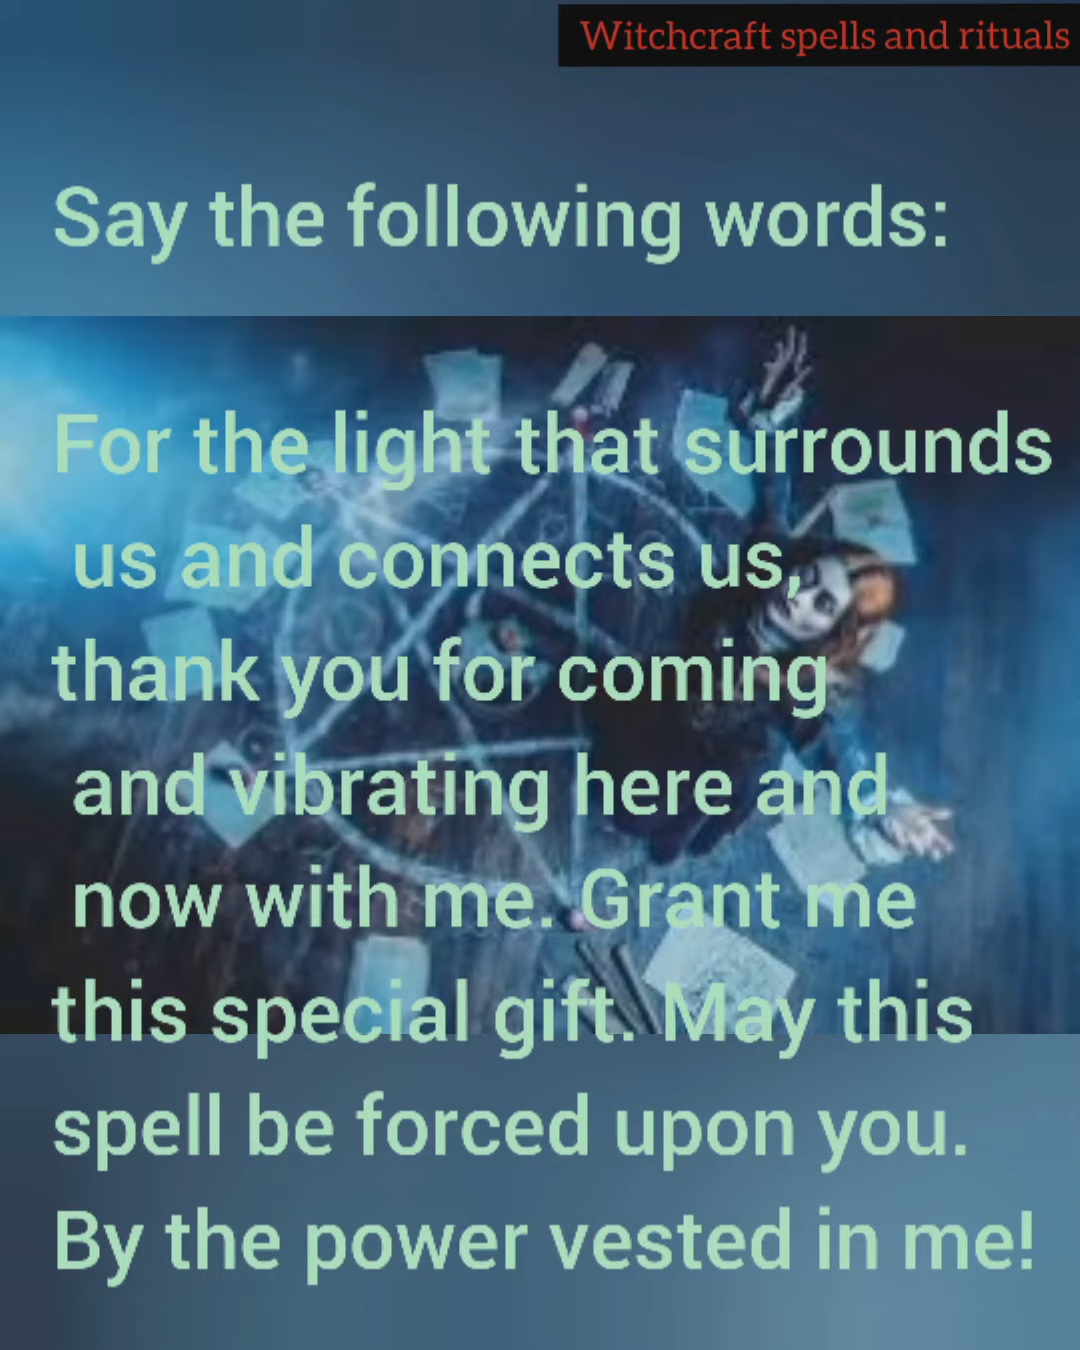 Witchcraft spells and rituals
Say the following words:
For the light that surrounds
us and connects us,
thank you for coming
and vibrating here and
now with me. Grant me
this special gift. May this
spell be forced upon you.
By the power vested in me!